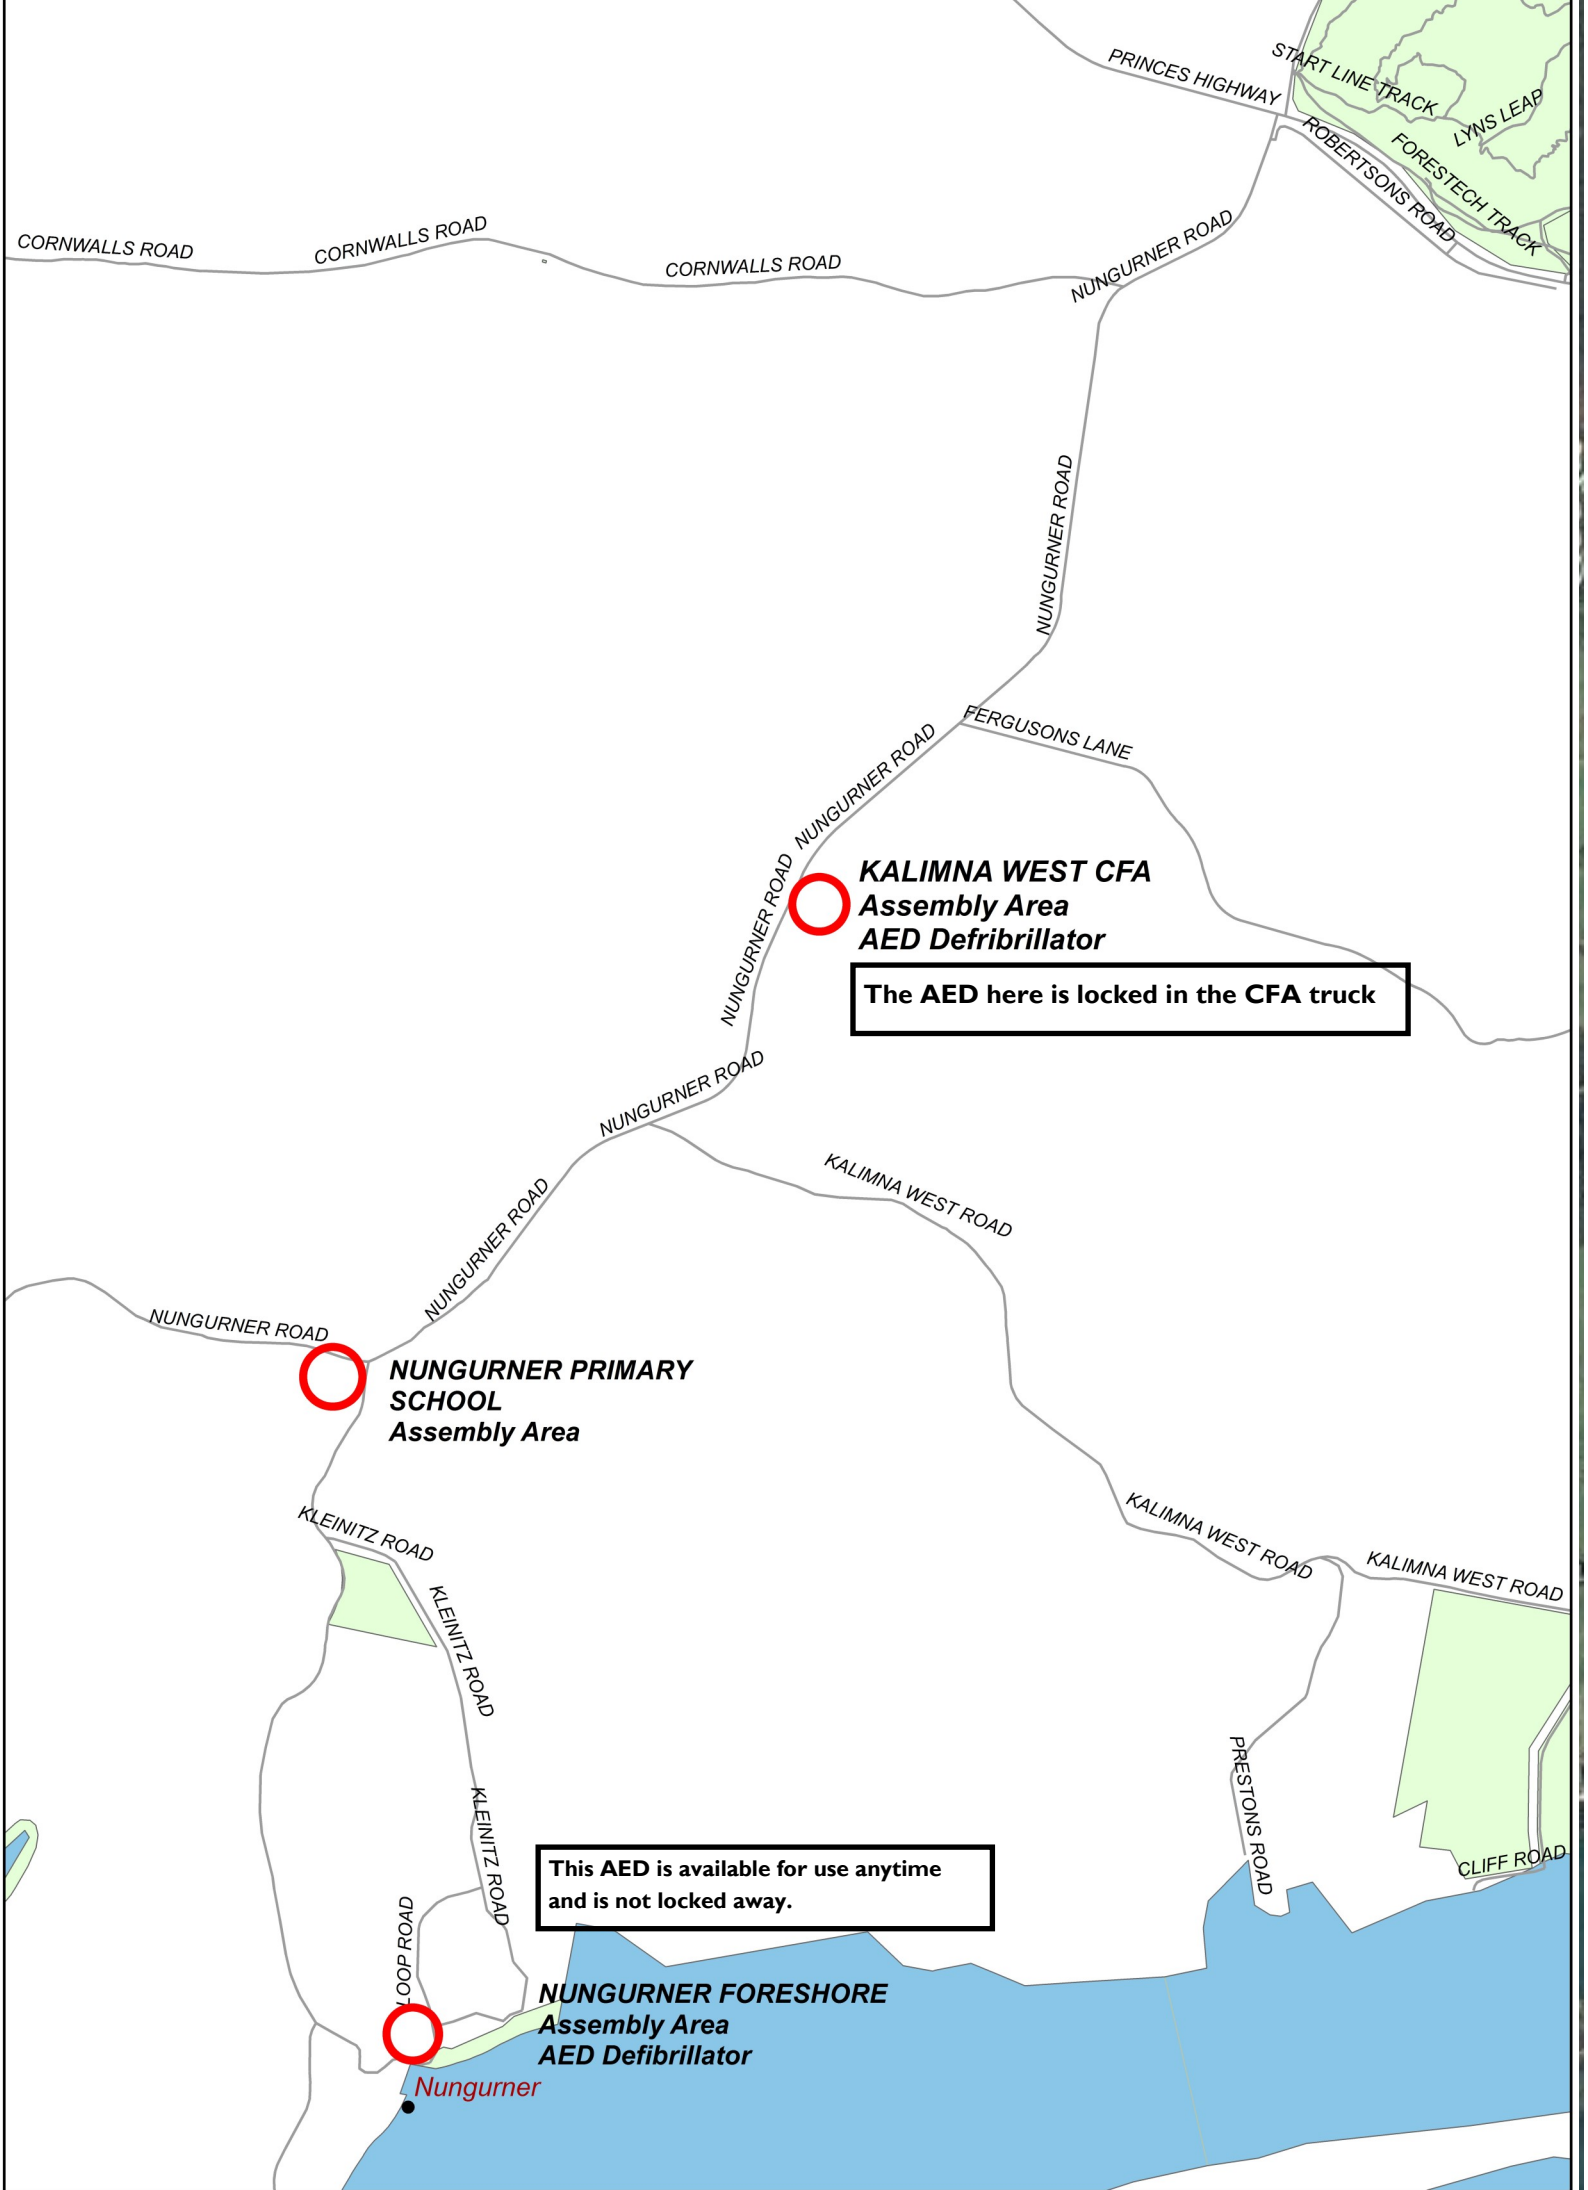 PRINCES HIGHWAY
START LINE TRACK
LYNS LEAP
ROBERTSONS ROAD
FORESTECH TRACK
CORNWALLS ROAD
CORNWALLS ROAD
CORNWALLS ROAD
NUNGURNER ROAD
NUNGURNER ROAD
FERGUSONS LANE
NUNGURNER ROAD
NUNGURNER ROAD
KALIMNA WEST CFA
Assembly Area
AED Defribrillator
The AED here is locked in the CFA truck
NUNGURNER ROAD
KALIMNA WEST ROAD
NUNGURNER ROAD
NUNGURNER ROAD
NUNGURNER PRIMARY
SCHOOL
Assembly Area
KLEINITZ ROAD
KALIMNA WEST ROAD
KALIMNA WEST ROAD
KLEINITZ ROAD
PRESTONS ROAD
KLEINITZ ROAD
CLIFF ROAD
This AED is available for use anytime
and is not locked away.
LOOP ROAD
NUNGURNER FORESHORE
Assembly Area
AED Defibrillator
Nungurner